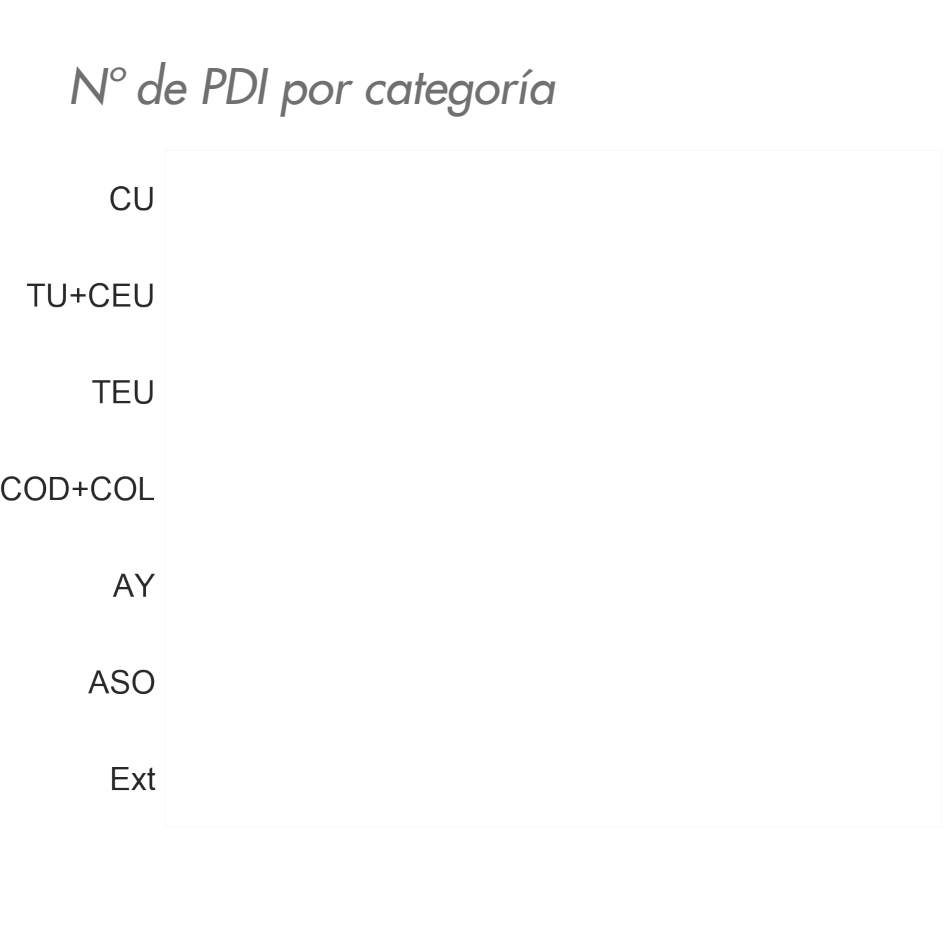 Nº de PDI por categoría
CU
TU+CEU
TEU
COD+COL
AY
ASO
Ext